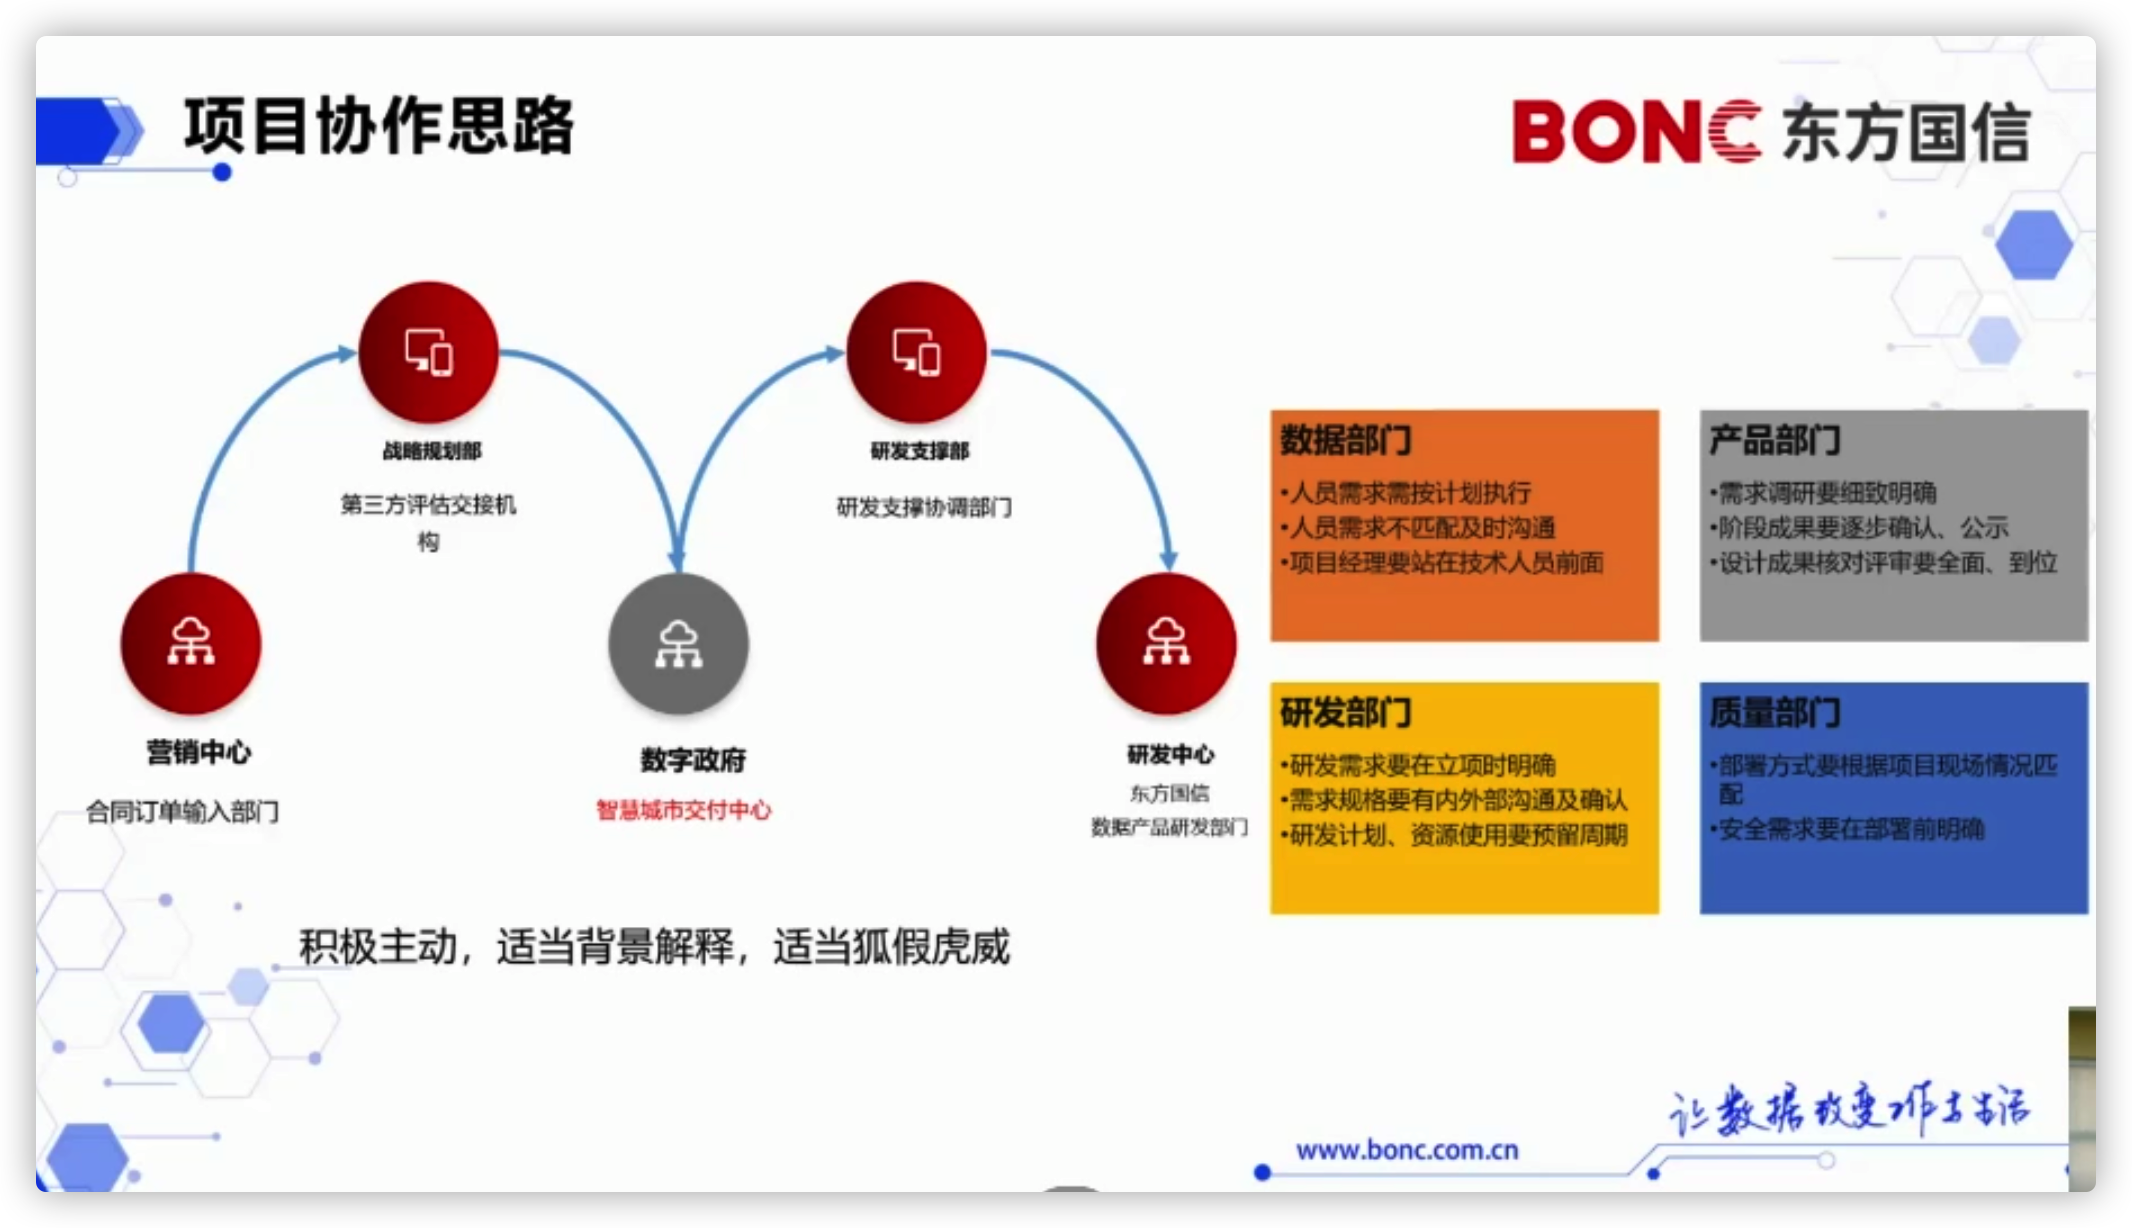 项目协作思路
BONC 东方国信
战略规划部
第三方评估交接机
构
研发支撑部
研发支撑协调部门
营销中心
合同订单输入部门
数字政府
智慧城市交付中心
研发中心
东方国信
数据产品研发部门
数据部门
•人员需求需按计划执行
•人员需求不匹配及时沟通
•项目经理要站在技术人员前面
产品部门
•需求调研要细致明确
•阶段成果要逐步确认、公示
•设计成果核对评审要全面、到位
研发部门
•研发需求要在立项时明确
•需求规格要有内外部沟通及确认
•研发计划、资源使用要预留周期
质量部门
•部署方式要根据项目现场情况匹
配
•安全需求要在部署前明确
积极主动，适当背景解释，适当狐假虎威
让数据改变工作与生活
www.bonc.com.cn